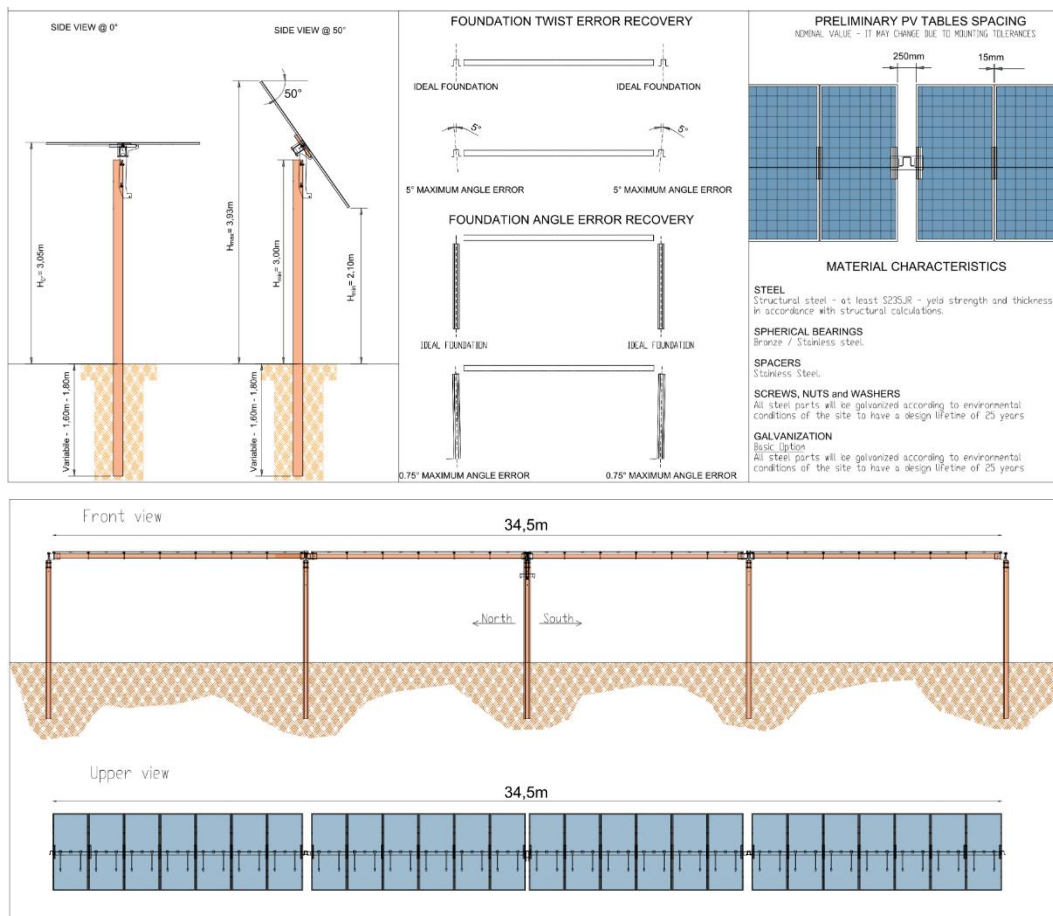 SIDE VIEW @ 0°
SIDE VIEW @ 50°
50°
Hmax= 3,93m
Hmin= 3,00m
Hmin= 2,10m
Variabile - 1,60m - 1,80m
Variabile - 1,60m - 1,80m
FOUNDATION TWIST ERROR RECOVERY
IDEAL FOUNDATION
IDEAL FOUNDATION
5°
5°
5° MAXIMUM ANGLE ERROR
5° MAXIMUM ANGLE ERROR
FOUNDATION ANGLE ERROR RECOVERY
IDEAL FOUNDATION
IDEAL FOUNDATION
0.75° MAXIMUM ANGLE ERROR
0.75° MAXIMUM ANGLE ERROR
PRELIMINARY PV TABLES SPACING
NOMINAL VALUE - IT MAY CHANGE DUE TO MOUNTING TOLERANCES
250mm
15mm
MATERIAL CHARACTERISTICS
STEEL
Structural steel - at least S235JR - yeld strength and thickness
in accordance with structural calculations.
SPHERICAL BEARINGS
Bronze / Stainless steel.
SPACERS
Stainless Steel.
SCREWS, NUTS and WASHERS
All steel parts will be galvanized according to environmental
conditions of the site to have a design lifetime of 25 years
GALVANIZATION
Basic Option
All steel parts will be galvanized according to environmental
conditions of the site to have a design lifetime of 25 years
Front view
34,5m
North
South
Upper view
34,5m